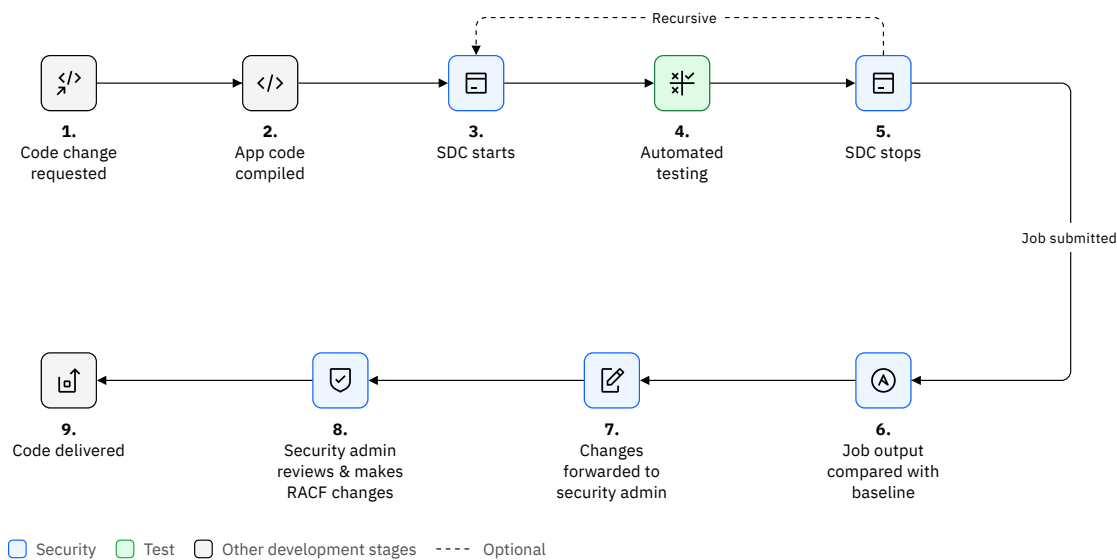 Recursive
1.
Code change
requested
2.
App code
compiled
3.
SDC starts
4.
Automated
testing
5.
SDC stops
Job submitted
9.
Code delivered
8.
Security admin
reviews & makes
RACF changes
7.
Changes
forwarded to
security admin
6.
Job output
compared with
baseline
Security
Test
Other development stages
Optional